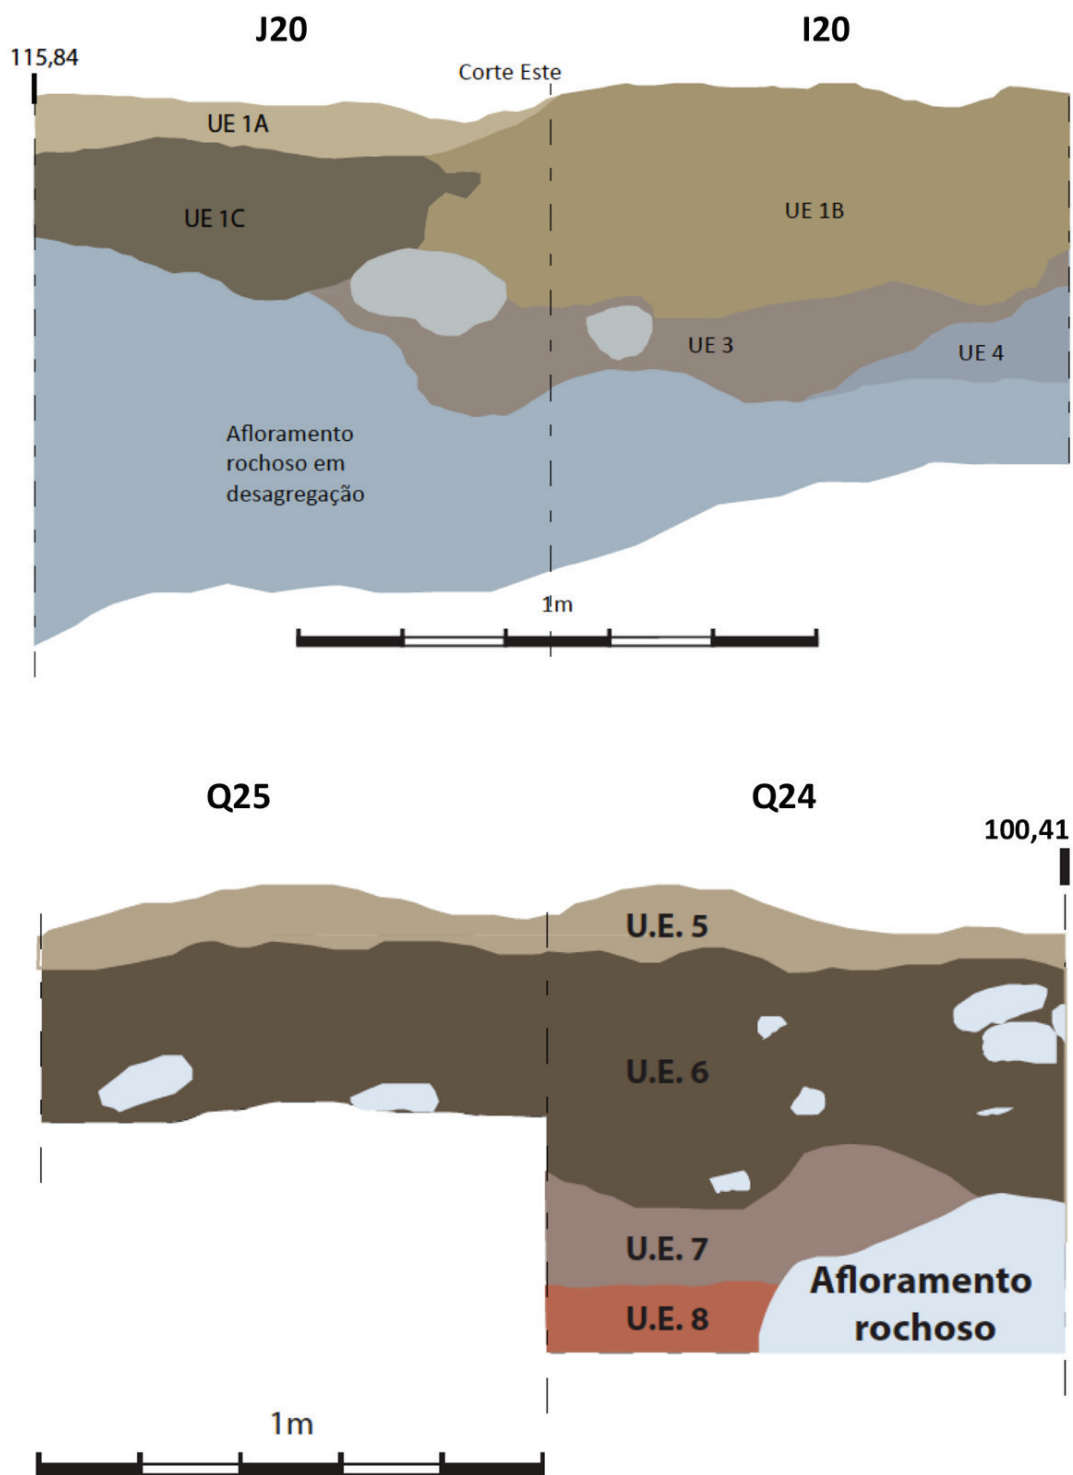 J20 I20
115,84
Corte Este
UE 1A
UE 1C
UE 1B
UE 3
UE 4
Afloramento
rochoso em
desagregação
1m
Q25 Q24
100,41
U.E. 5
U.E. 6
U.E. 7
U.E. 8
Afloramento
rochoso
1m